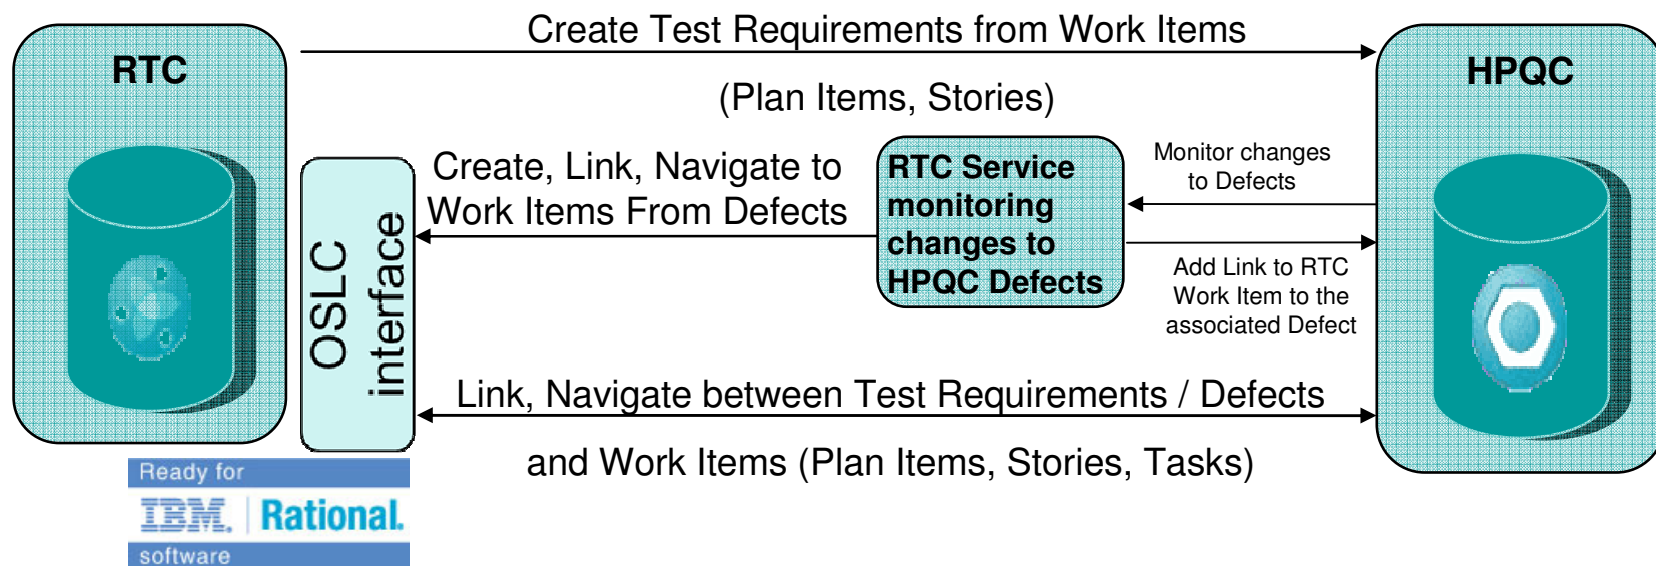 Create Test Requirements from Work Items
RTC
HPQC
(Plan Items, Stories)
Create, Link, Navigate to
Work Items From Defects
RTC Service
monitoring
changes to
HPQC Defects
Monitor changes
to Defects
Add Link to RTC
Work Item to the
associated Defect
OSLC
interface
Link, Navigate between Test Requirements / Defects
and Work Items (Plan Items, Stories, Tasks)
Ready for
IBM. Rational.
software